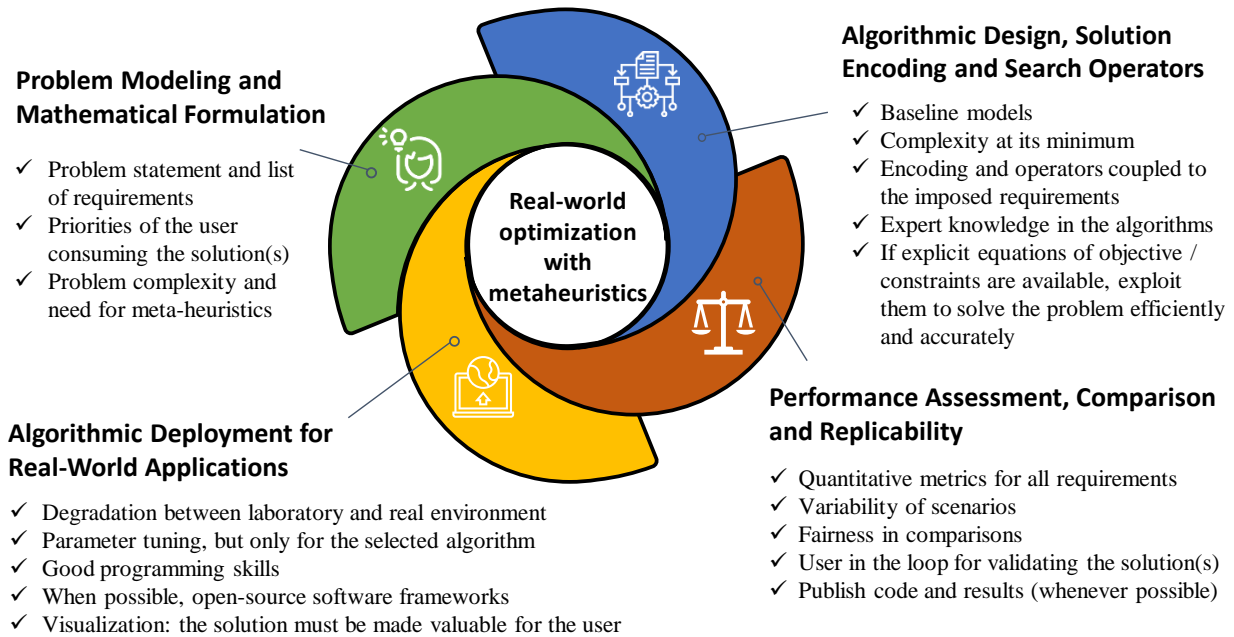 Problem Modeling and
Mathematical Formulation
✓ Problem statement and list
of requirements
✓ Priorities of the user
consuming the solution(s)
✓ Problem complexity and
need for meta-heuristics
Algorithmic Design, Solution
Encoding and Search Operators
✓ Baseline models
✓ Complexity at its minimum
✓ Encoding and operators coupled to
the imposed requirements
✓ Expert knowledge in the algorithms
✓ If explicit equations of objective /
constraints are available, exploit
them to solve the problem efficiently
and accurately
Real-world
optimization
with
metaheuristics
Performance Assessment, Comparison
and Replicability
✓ Quantitative metrics for all requirements
✓ Variability of scenarios
✓ Fairness in comparisons
✓ User in the loop for validating the solution(s)
✓ Publish code and results (whenever possible)
Algorithmic Deployment for
Real-World Applications
✓ Degradation between laboratory and real environment
✓ Parameter tuning, but only for the selected algorithm
✓ Good programming skills
✓ When possible, open-source software frameworks
✓ Visualization: the solution must be made valuable for the user